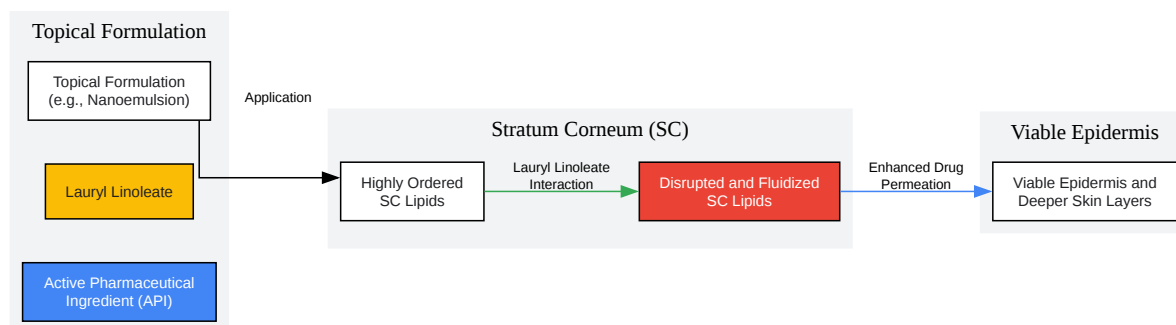 Topical Formulation
Topical Formulation
(e.g., Nanoemulsion)
Lauryl Linoleate
Active Pharmaceutical
Ingredient (API)
Application
Stratum Corneum (SC)
Highly Ordered
SC Lipids
Lauryl Linoleate
Interaction
Disrupted and Fluidized
SC Lipids
Enhanced Drug
Permeation
Viable Epidermis
Viable Epidermis and
Deeper Skin Layers